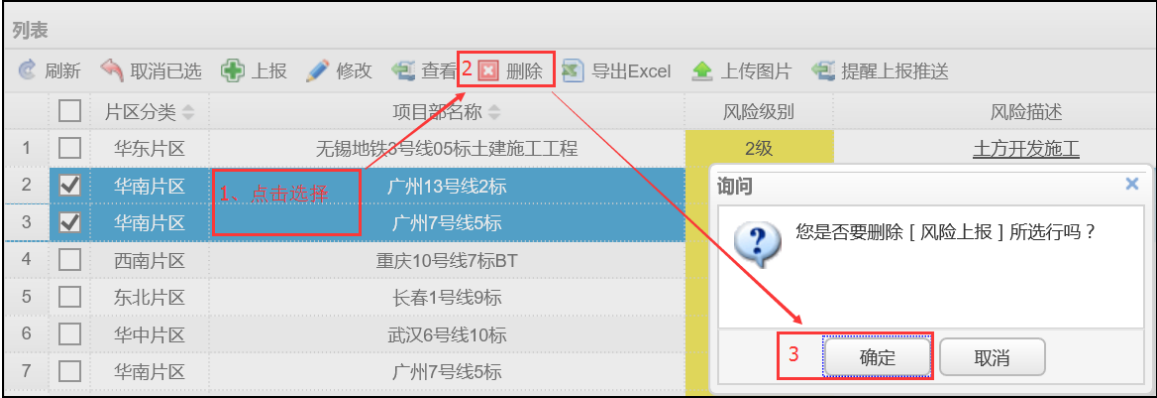 列表
刷新 取消已选 上报 修改 查看 2 删除 导出Excel 上传图片 提醒上报推送
片区分类 项目部名称 风险级别 风险描述
1 华东片区 无锡地铁3号线05标土建施工工程 2级 土方开发施工
2 华南片区 广州13号线2标
1、点击选择
3 华南片区 广州7号线5标
4 西南片区 重庆10号线7标BT
5 东北片区 长春1号线9标
6 华中片区 武汉6号线10标
7 华南片区 广州7号线5标
询问
您是否要删除 [ 风险上报 ] 所选行吗？
3 确定 取消